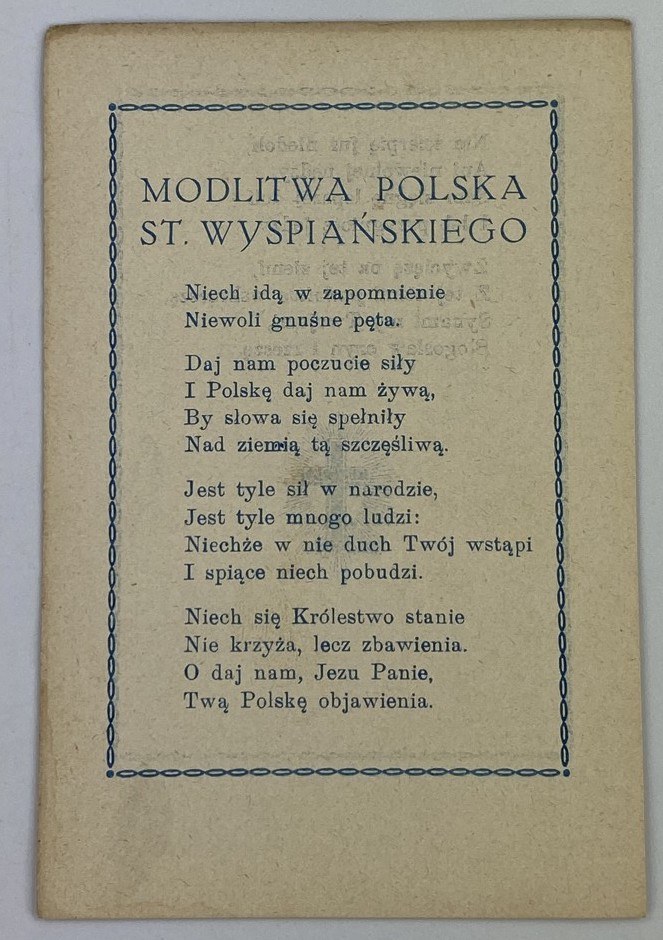 MODLITWA POLSKA
ST. WYSPIAŃSKIEGO
Niech idą w zapomnienie
Niewoli gnuśne pęta.
Daj nam poczucie siły
I Polskę daj nam żywą,
By słowa się spełniły
Nad ziemią tą szczęśliwą.
Jest tyle sił w narodzie,
Jest tyle mnogo ludzi:
Niechże w nie duch Twój wstąpi
I spiące niech pobudzi.
Niech się Królestwo stanie
Nie krzyża, lecz zbawienia.
O daj nam, Jezu Panie,
Twą Polskę objawienia.